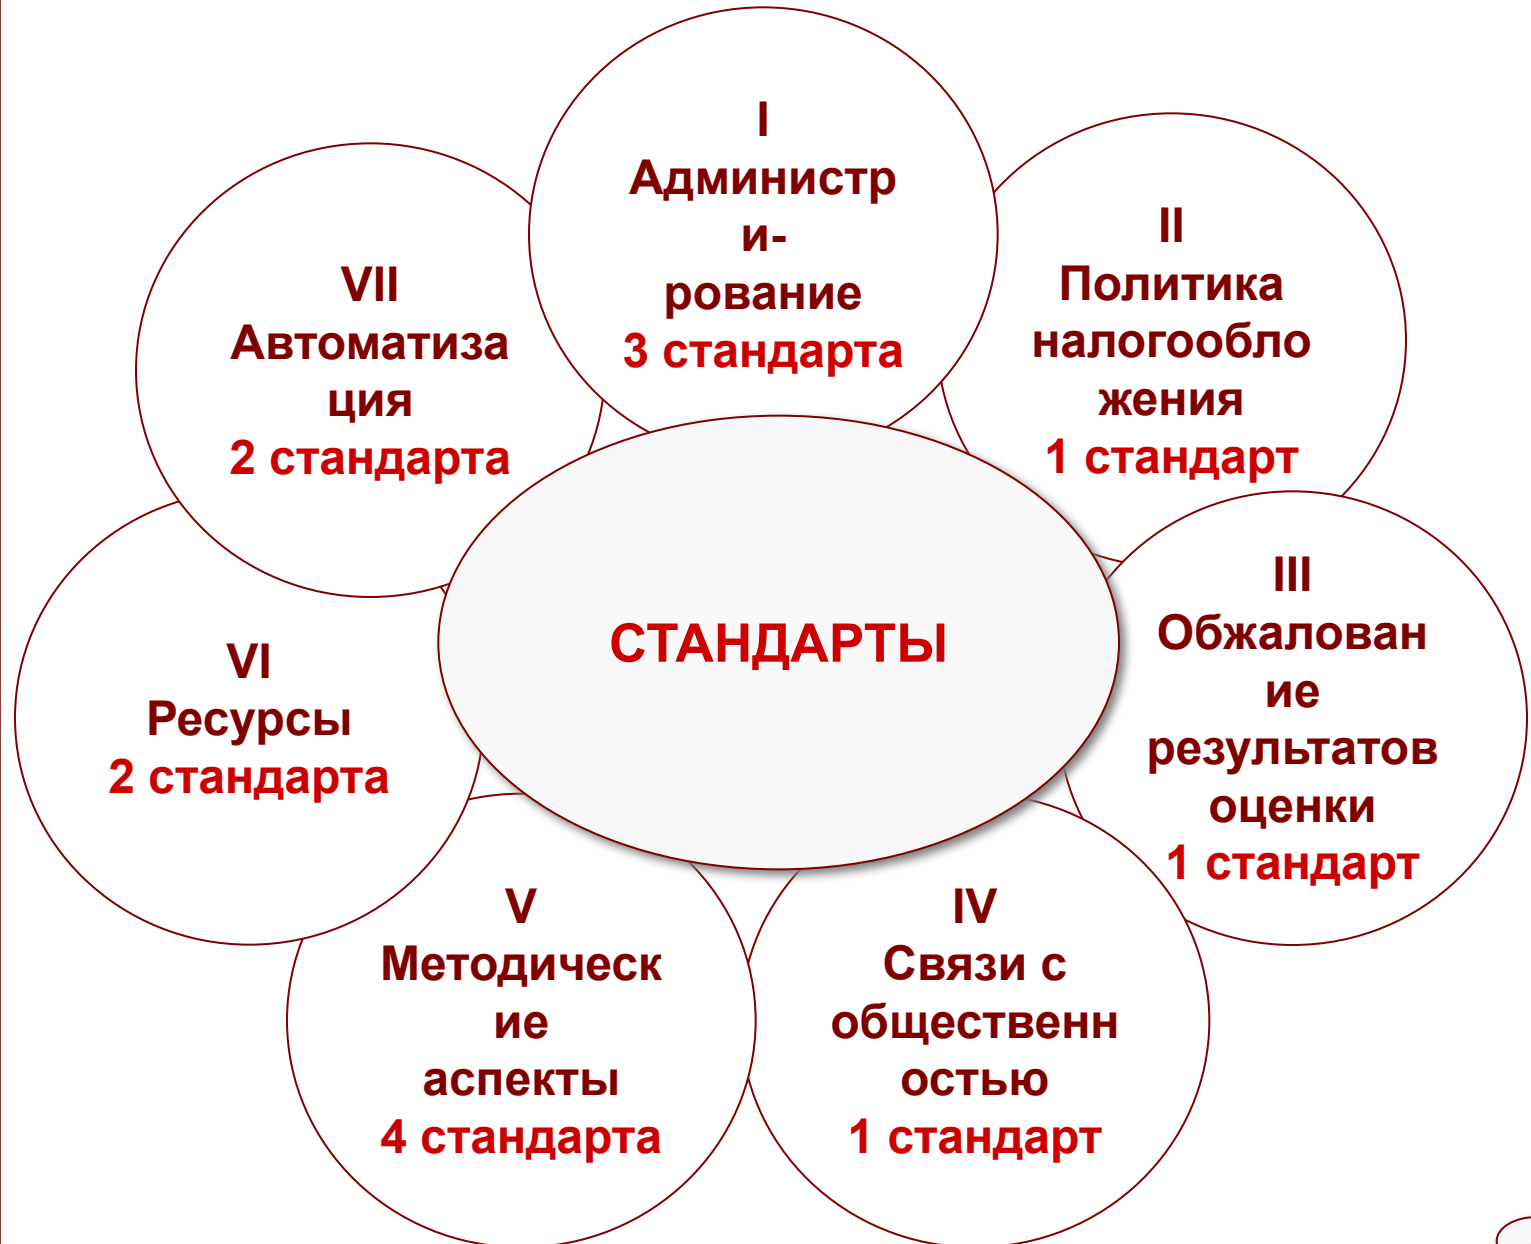 I
Администр
и-
рование
3 стандарта
II
Политика
налогообло
жения
1 стандарт
III
Обжалован
ие
результатов
оценки
1 стандарт
IV
Связи с
общественн
остью
1 стандарт
V
Методическ
ие
аспекты
4 стандарта
VI
Ресурсы
2 стандарта
VII
Автоматиза
ция
2 стандарта
СТАНДАРТЫ